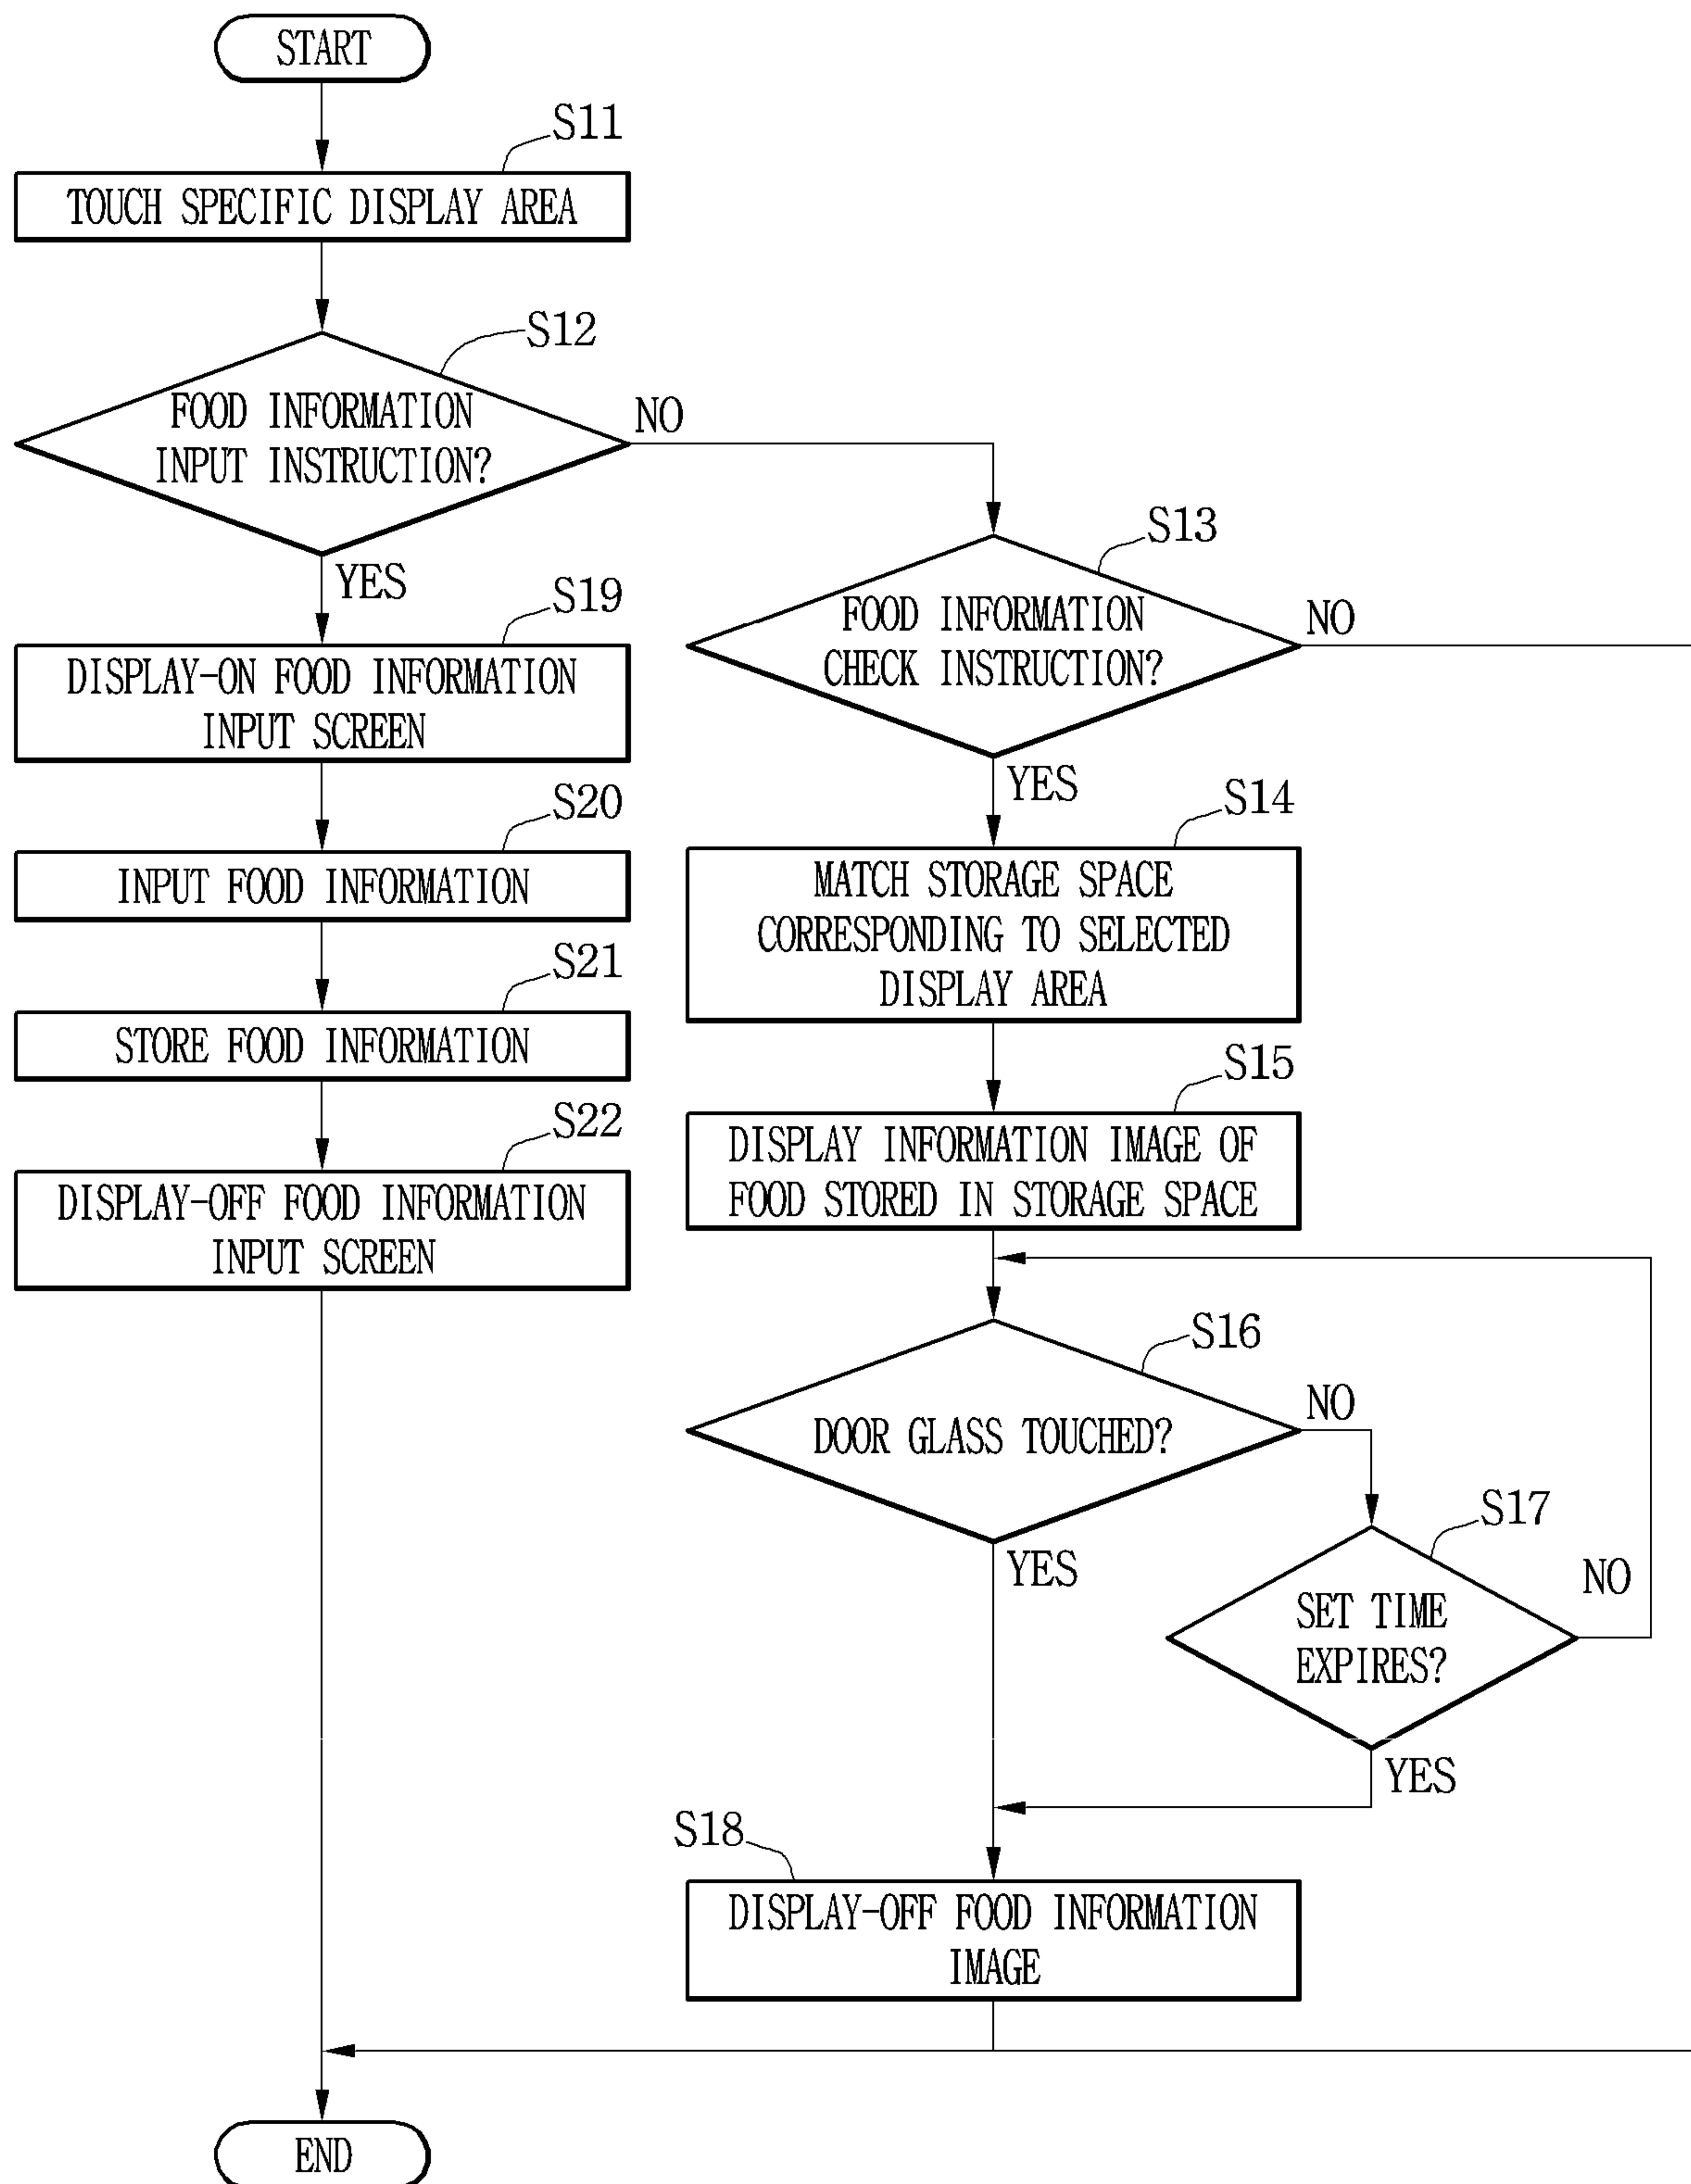 START
S11
TOUCH SPECIFIC DISPLAY AREA
S12
FOOD INFORMATION
INPUT INSTRUCTION?
NO
YES
S13
FOOD INFORMATION
CHECK INSTRUCTION?
NO
YES
S19
DISPLAY-ON FOOD INFORMATION
INPUT SCREEN
S20
INPUT FOOD INFORMATION
S21
STORE FOOD INFORMATION
S22
DISPLAY-OFF FOOD INFORMATION
INPUT SCREEN
S14
MATCH STORAGE SPACE
CORRESPONDING TO SELECTED
DISPLAY AREA
S15
DISPLAY INFORMATION IMAGE OF
FOOD STORED IN STORAGE SPACE
S16
DOOR GLASS TOUCHED?
NO
YES
S17
SET TIME
EXPIRES?
NO
YES
S18
DISPLAY-OFF FOOD INFORMATION
IMAGE
END